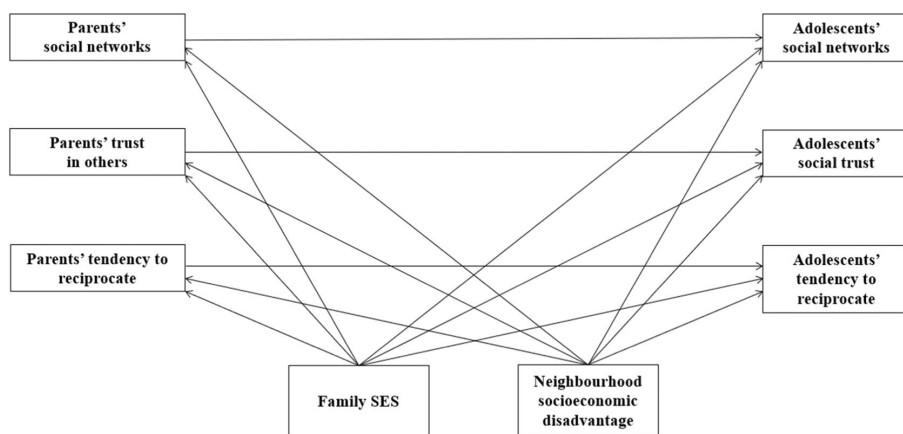 Parents'
social networks
Adolescents'
social networks
Parents' trust
in others
Adolescents'
social trust
Parents' tendency to
reciprocate
Adolescents'
tendency to
reciprocate
Family SES
Neighbourhood
socioeconomic
disadvantage